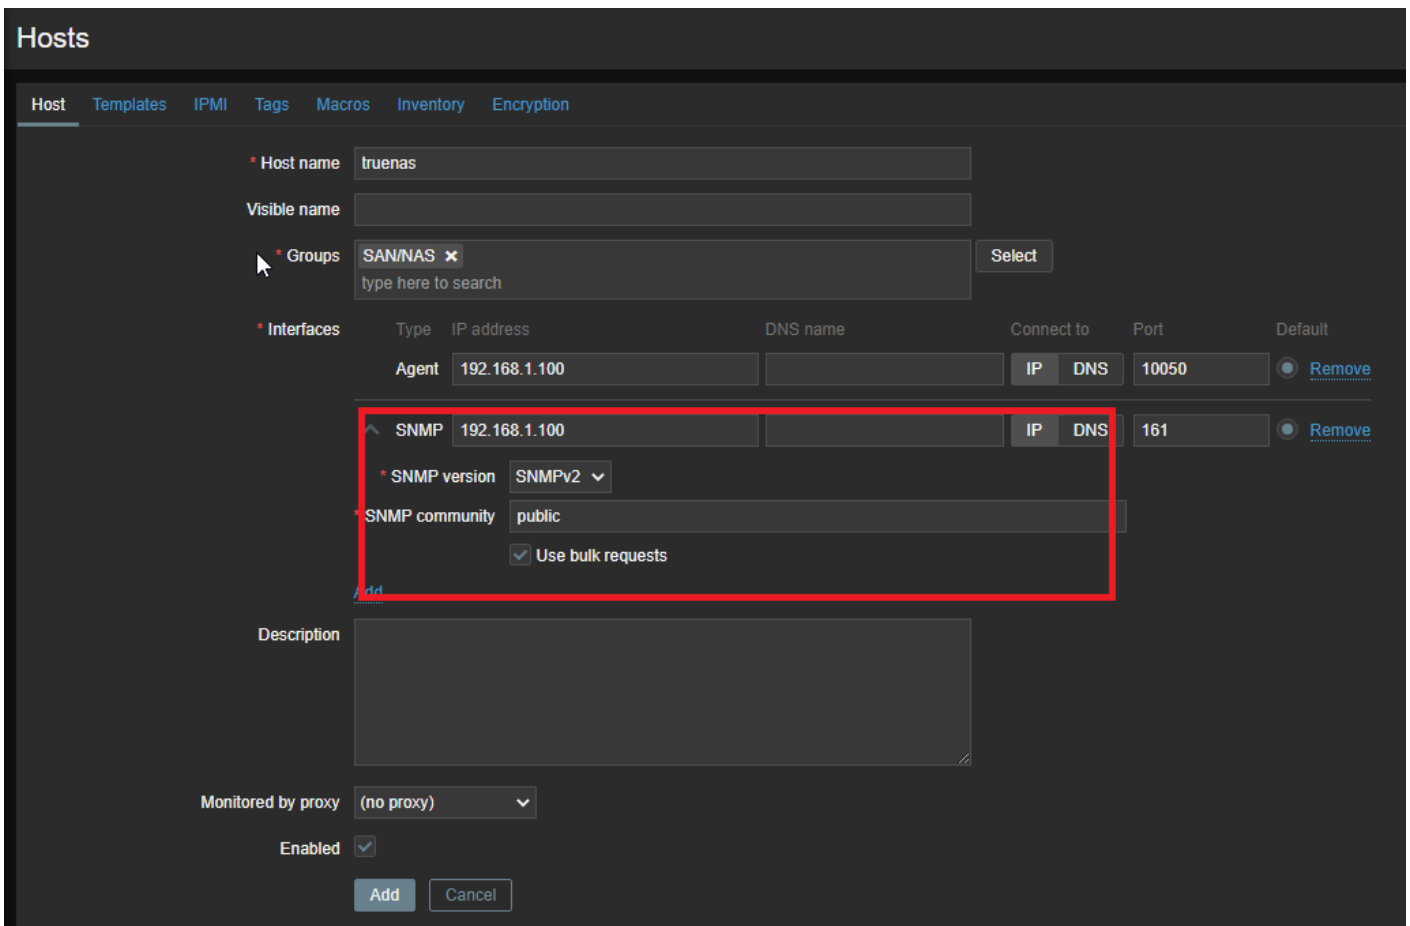 Hosts
Host Templates IPMI Tags Macros Inventory Encryption
* Host name truenas
Visible name
* Groups SAN/NAS × Select
type here to search
* Interfaces Type IP address DNS name Connect to Port Default
Agent 192.168.1.100 IP DNS 10050 Remove
SNMP 192.168.1.100 IP DNS 161 Remove
* SNMP version SNMPv2
* SNMP community public
Use bulk requests
Add
Description
Monitored by proxy (no proxy)
Enabled
Add Cancel